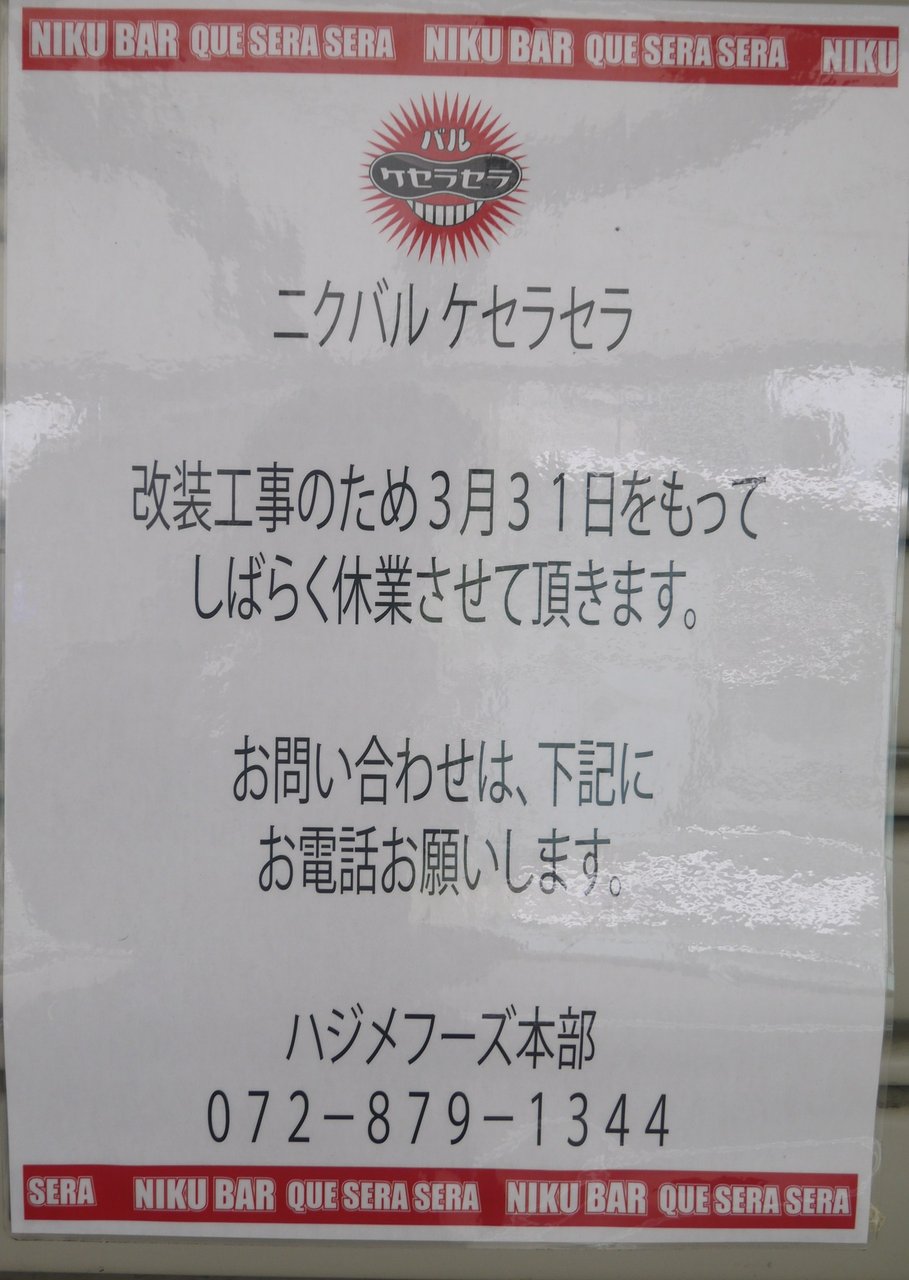 NIKU BAR QUE SERA SERA NIKU BAR QUE SERA SERA NIKU
バル
ケセラセラ
ニクバル ケセラセラ
改装工事のため３月３１日をもって
しばらく休業させて頂きます。
お問い合わせは、下記に
お電話お願いします。
ハジメフーズ本部
０７２－８７９－１３４４
SERA NIKU BAR QUE SERA SERA NIKU BAR QUE SERA SERA